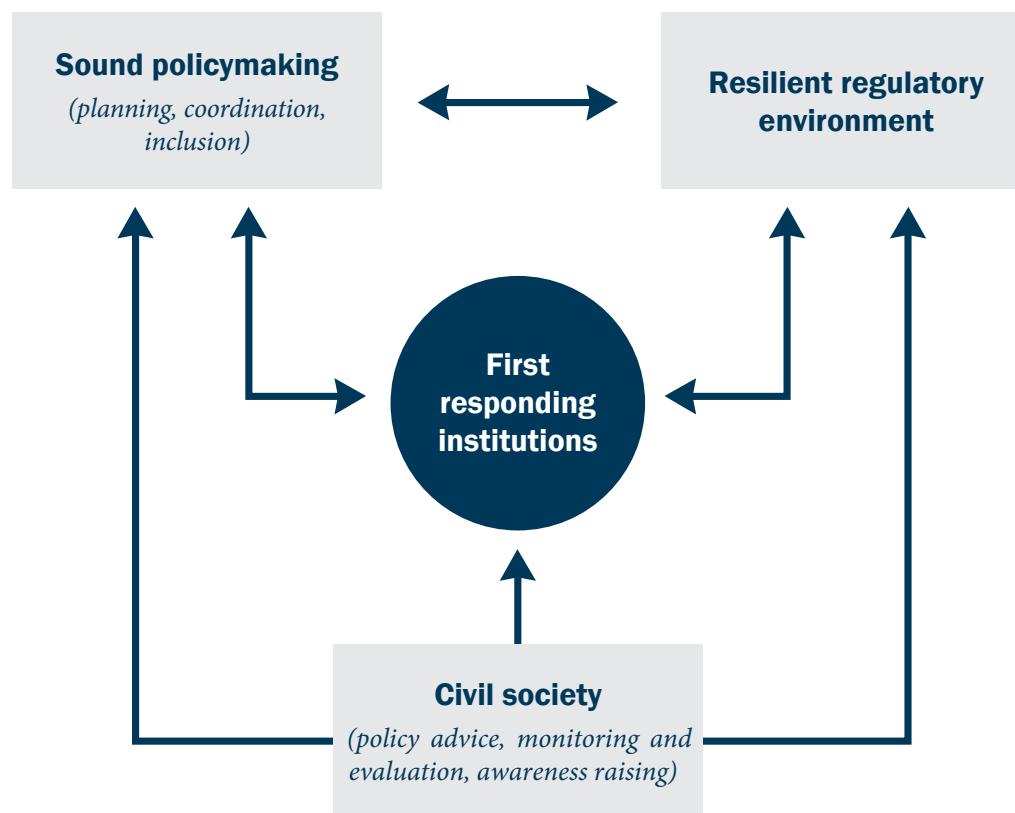 Sound policymaking
(planning, coordination,
inclusion)
Resilient regulatory
environment
First
responding
institutions
Civil society
(policy advice, monitoring and
evaluation, awareness raising)